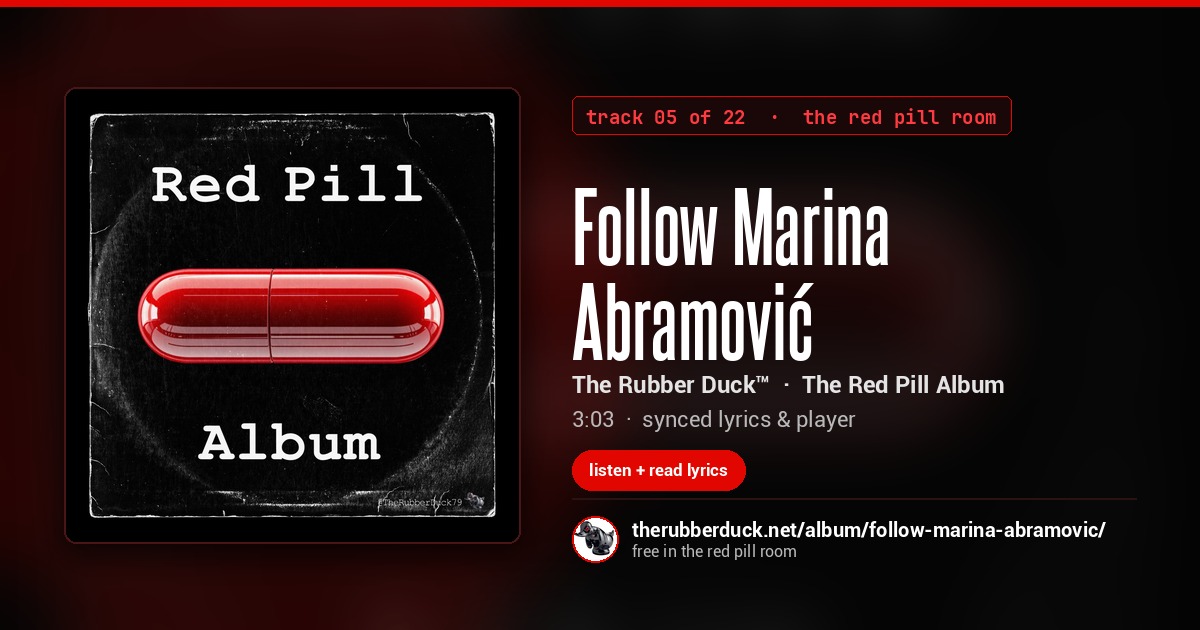 Red Pill
Album
#TheRubberDuck79
track 05 of 22 · the red pill room
Follow Marina
Abramović
The Rubber Duck™ · The Red Pill Album
3:03 · synced lyrics & player
listen + read lyrics
therubberduck.net/album/follow-marina-abramovic/
free in the red pill room